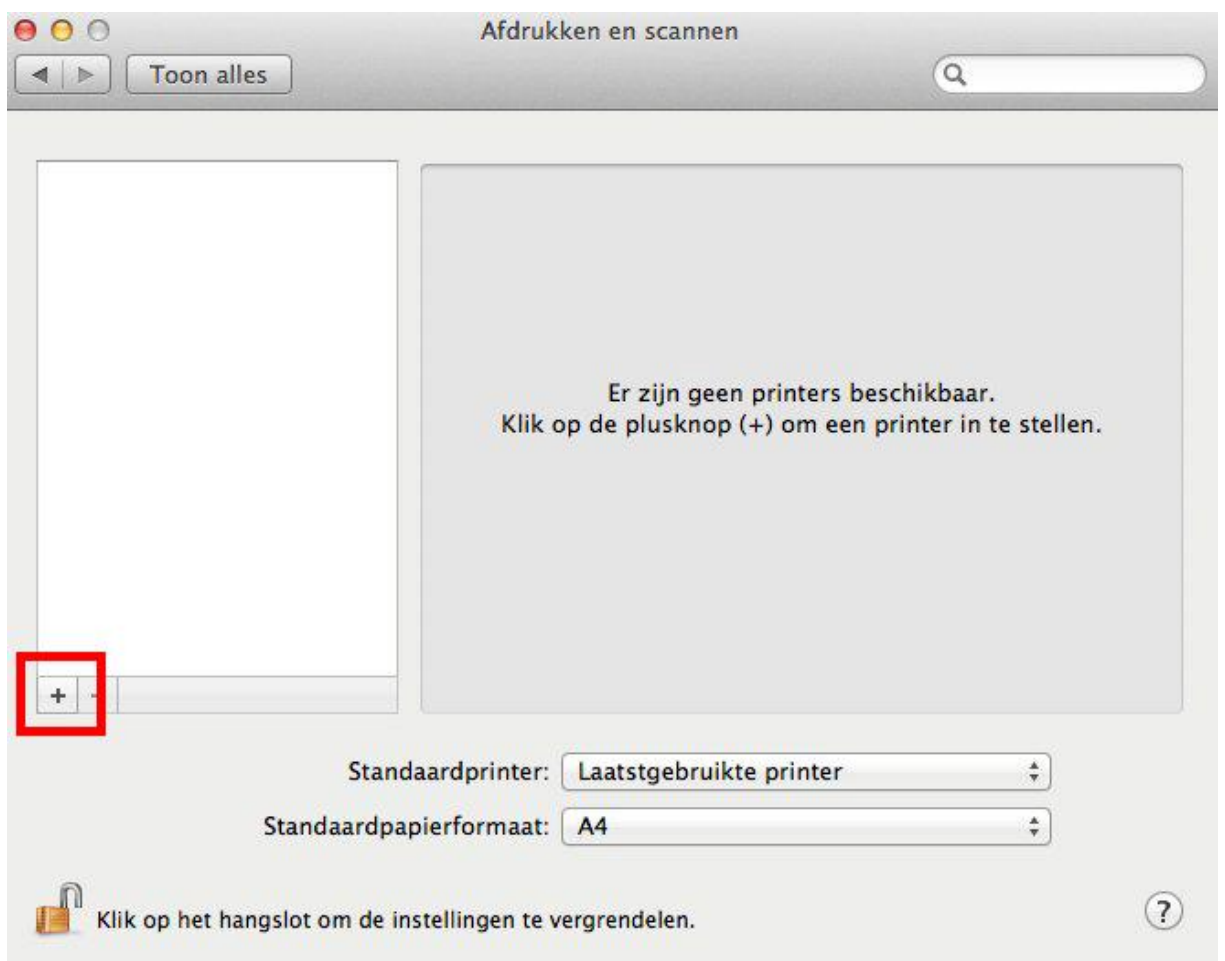 Afdrukken en scannen
Toon alles
Er zijn geen printers beschikbaar.
Klik op de plusknop (+) om een printer in te stellen.
+ -
Standaardprinter: Laatstgebruikte printer
Standaardpapierformaat: A4
Klik op het hangslot om de instellingen te vergrendelen.
?